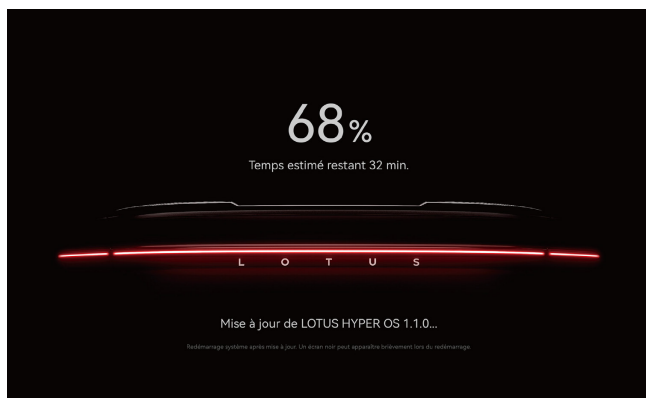 68%
Temps estimé restant 32 min.
LOTUS
Mise à jour de LOTUS HYPER OS 1.1.0...
Redémarrage système après mise à jour. Un écran noir peut apparaître brièvement lors du redémarrage.